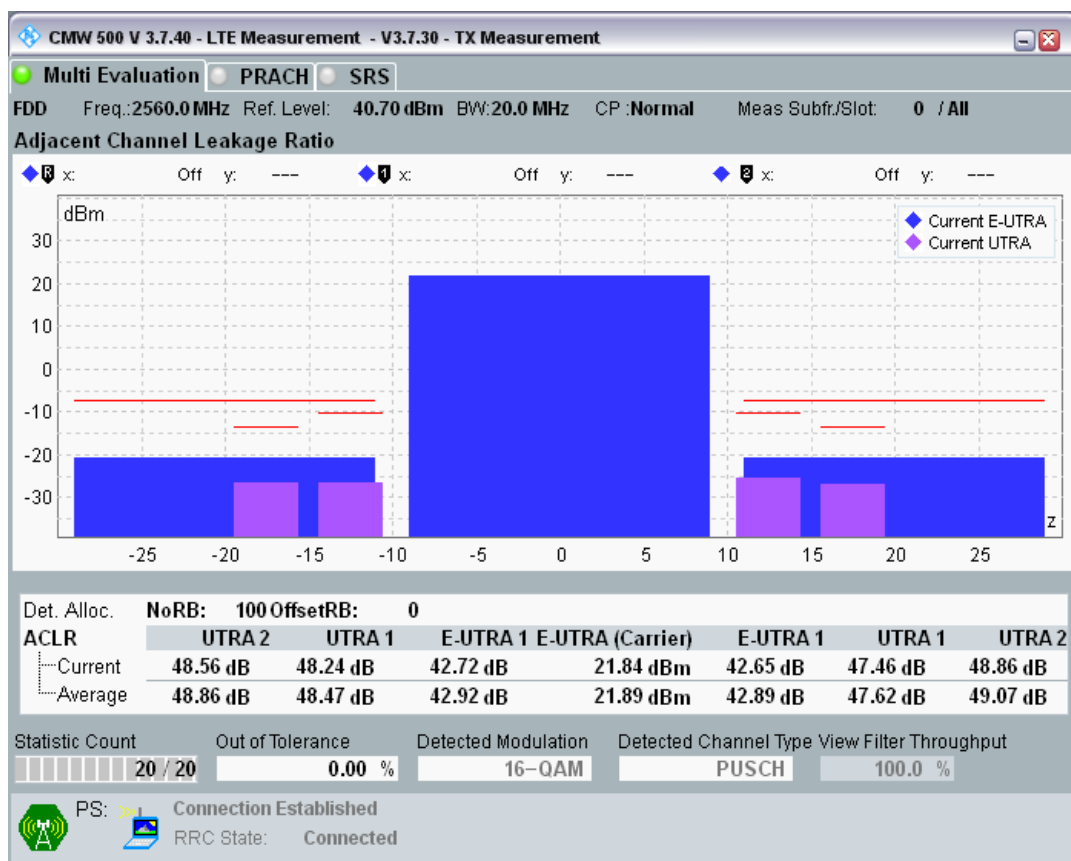 CMW 500 V 3.7.40 - LTE Measurement - V3.7.30 - TX Measurement
Multi Evaluation PRACH SRS
FDD Freq.:2560.0 MHz Ref. Level: 40.70 dBm BW:20.0 MHz CP :Normal Meas Subfr./Slot: 0 / All
Adjacent Channel Leakage Ratio
R x: Off y: --- 1 x: Off y: --- 2 x: Off y: ---
dBm
Current E-UTRA
Current UTRA
30
20
10
0
-10
-20
-30
z
-25 -20 -15 -10 -5 0 5 10 15 20 25
Det. Alloc. NoRB: 100 OffsetRB: 0
ACLR UTRA 2 UTRA 1 E-UTRA 1 E-UTRA (Carrier) E-UTRA 1 UTRA 1 UTRA 2
Current 48.56 dB 48.24 dB 42.72 dB 21.84 dBm 42.65 dB 47.46 dB 48.86 dB
Average 48.86 dB 48.47 dB 42.92 dB 21.89 dBm 42.89 dB 47.62 dB 49.07 dB
Statistic Count Out of Tolerance Detected Modulation Detected Channel Type View Filter Throughput
20 / 20 0.00 % 16-QAM PUSCH 100.0 %
PS: Connection Established
RRC State: Connected